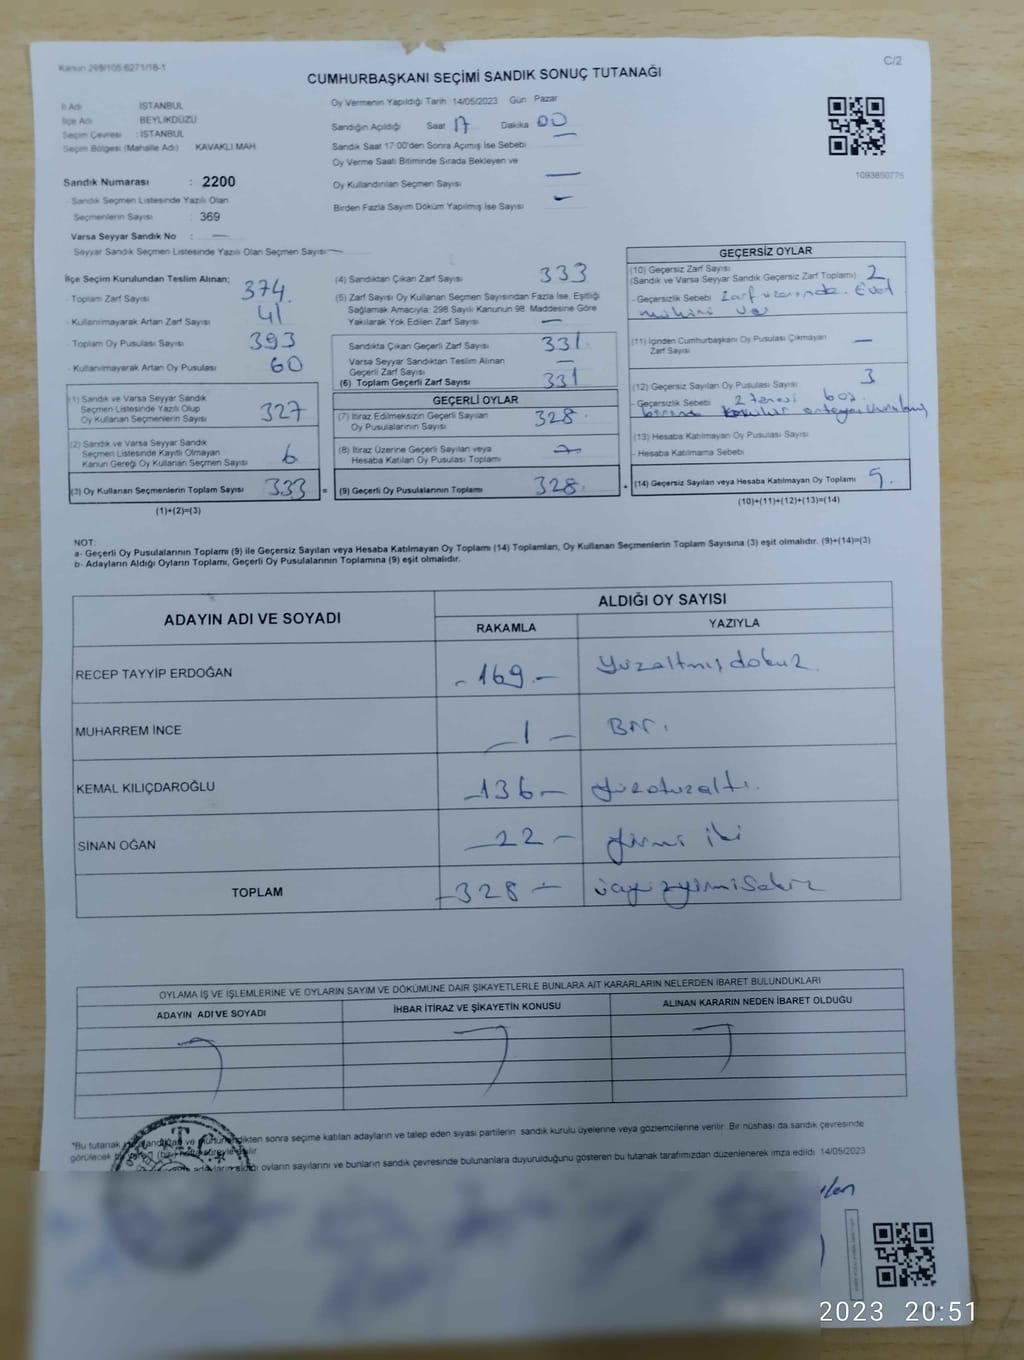 Kanun 298/105 6271/18-1
C/2
CUMHURBAŞKANI SEÇİMİ SANDIK SONUÇ TUTANAĞI
İl Adı : İSTANBUL
İlçe Adı BEYLİKDÜZÜ
Seçim Çevresi : İSTANBUL
Seçim Bölgesi (Mahalle Adı) KAVAKLI MAH
Sandık Numarası : 2200
Sandık Seçmen Listesinde Yazılı Olan
Seçmenlerin Sayısı : 369
Varsa Seyyar Sandık No : —
Seyyar Sandık Seçmen Listesinde Yazılı Olan Seçmen Sayısı —
Oy Vermenin Yapıldığı Tarih 14/05/2023 Gün Pazar
Sandığın Açıldığı Saat 17 Dakika 00
Sandık Saat 17:00'den Sonra Açımış İse Sebebi —
Oy Verme Saati Bitiminde Sırada Bekleyen ve
Oy Kullandırılan Seçmen Sayısı —
Birden Fazla Sayım Döküm Yapılmış İse Sayısı —
1093850775
İlçe Seçim Kurulundan Teslim Alınan;
- Toplam Zarf Sayısı 374
- Kullanılmayarak Artan Zarf Sayısı 41
- Toplam Oy Pusulası Sayısı 393
- Kullanılmayarak Artan Oy Pusulası 60
(1) Sandık ve Varsa Seyyar Sandık
Seçmen Listesinde Yazılı Olup
Oy Kullanan Seçmenlerin Sayısı 327
(2) Sandık ve Varsa Seyyar Sandık
Seçmen Listesinde Kayıtlı Olmayan
Kanun Gereği Oy Kullanan Seçmen Sayısı 6
(3) Oy Kullanan Seçmenlerin Toplam Sayısı 333 =
(1)+(2)=(3)
(4) Sandıktan Çıkan Zarf Sayısı 333
(5) Zarf Sayısı Oy Kullanan Seçmen Sayısından Fazla İse, Eşitliği
Sağlamak Amacıyla; 298 Sayılı Kanunun 98. Maddesine Göre
Yakılarak Yok Edilen Zarf Sayısı —
Sandıkta Çıkan Geçerli Zarf Sayısı 331
Varsa Seyyar Sandıktan Teslim Alınan
Geçerli Zarf Sayısı —
(6) Toplam Geçerli Zarf Sayısı 331
GEÇERLİ OYLAR
(7) İtiraz Edilmeksizin Geçerli Sayılan
Oy Pusulalarının Sayısı 328
(8) İtiraz Üzerine Geçerli Sayılan veya
Hesaba Katılan Oy Pusulası Toplamı
(9) Geçerli Oy Pusulalarının Toplamı 328 +
GEÇERSİZ OYLAR
(10) Geçersiz Zarf Sayısı
(Sandık ve Varsa Seyyar Sandık Geçersiz Zarf Toplamı) 2
- Geçersizlik Sebebi Zarf üzerinde Evet
mührü var
(11) İçinden Cumhurbaşkanı Oy Pusulası Çıkmayan
Zarf Sayısı —
(12) Geçersiz Sayılan Oy Pusulası Sayısı 3
- Geçersizlik Sebebi 2 tanesi boş
(13) Hesaba Katılmayan Oy Pusulası Sayısı
- Hesaba Katılmama Sebebi
(14) Geçersiz Sayılan veya Hesaba Katılmayan Oy Toplamı 5
(10)+(11)+(12)+(13)=(14)
NOT:
a- Geçerli Oy Pusulalarının Toplamı (9) ile Geçersiz Sayılan veya Hesaba Katılmayan Oy Toplamı (14) Toplamları, Oy Kullanan Seçmenlerin Toplam Sayısına (3) eşit olmalıdır. (9)+(14)=(3)
b- Adayların Aldığı Oyların Toplamı, Geçerli Oy Pusulalarının Toplamına (9) eşit olmalıdır.
ADAYIN ADI VE SOYADI ALDIĞI OY SAYISI
RAKAMLA YAZIYLA
RECEP TAYYİP ERDOĞAN -169- Yüzaltmışdokuz
MUHARREM İNCE -1- Bir.
KEMAL KILIÇDAROĞLU -136- Yüzotuzaltı.
SİNAN OĞAN -22- yirmi iki
TOPLAM -328- üçyüzyirmisekiz
OYLAMA İŞ VE İŞLEMLERİNE VE OYLARIN SAYIM VE DÖKÜMÜNE DAİR ŞİKAYETLERLE BUNLARA AİT KARARLARIN NELERDEN İBARET BULUNDUKLARI
ADAYIN ADI VE SOYADI İHBAR İTİRAZ VE ŞİKAYETİN KONUSU ALINAN KARARIN NEDEN İBARET OLDUĞU
"Bu tutanak ve sonra seçime katılan adayların ve talep eden siyasi partilerin sandık kurulu üyelerine veya gözlemcilerine verilir. Bir nüshası da sandık çevresinde
görülecek
oyların sayılarını ve bunların sandık çevresinde bulunanlara duyurulduğunu gösteren bu tutanak tarafımızdan düzenlenerek imza edildi 14/05/2023
T.C.
2023 20:51